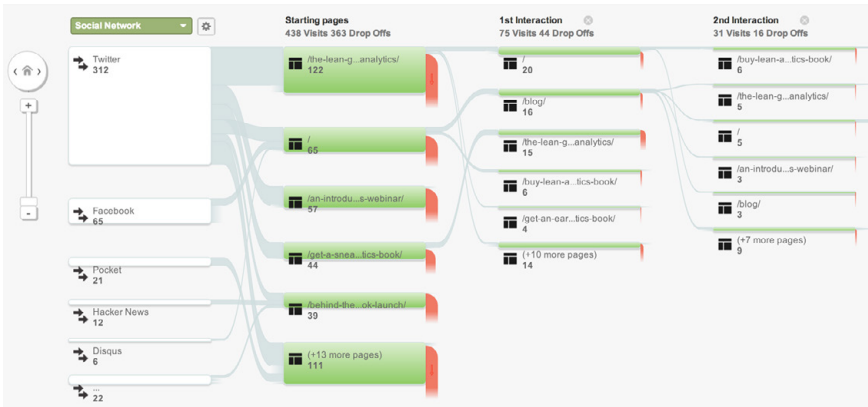 Social Network
Starting pages
438 Visits 363 Drop Offs
1st Interaction
75 Visits 44 Drop Offs
2nd Interaction
31 Visits 16 Drop Offs
Twitter
312
Facebook
65
Pocket
21
Hacker News
12
Disqus
6
...
22
/the-lean-g...analytics/
122
/
65
/an-introdu...s-webinar/
57
/get-a-snea...tics-book/
44
/behind-the...ok-launch/
39
(+13 more pages)
111
/
20
/blog/
16
/the-lean-g...analytics/
15
/buy-lean-a...tics-book/
6
/get-an-ear...tics-book/
4
(+10 more pages)
14
/buy-lean-a...tics-book/
6
/the-lean-g...analytics/
5
/
5
/an-introdu...s-webinar/
3
/blog/
3
(+7 more pages)
9